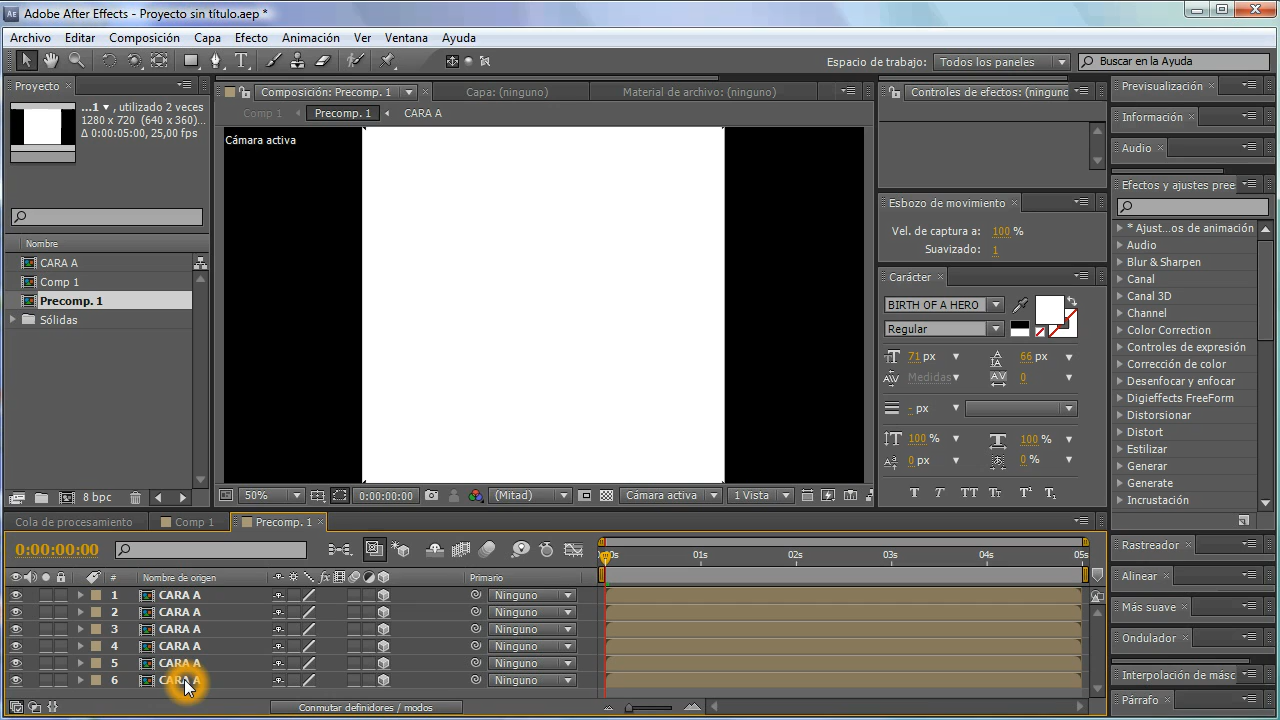 Adobe After Effects - Proyecto sin título.aep *
Archivo Editar Composición Capa Efecto Animación Ver Ventana Ayuda
Espacio de trabajo: Todos los paneles Buscar en la Ayuda
Proyecto
...1 , utilizado 2 veces
1280 x 720 (640 x 360)...
Δ 0:00:05:00, 25,00 fps
Nombre
CARA A
Comp 1
Precomp. 1
Sólidas
8 bpc
Composición: Precomp. 1 Capa: (ninguno) Material de archivo: (ninguno)
Comp 1 Precomp. 1 CARA A
Cámara activa
50% 0:00:00:00 (Mitad) Cámara activa 1 Vista
Controles de efectos: (ninguno
Esbozo de movimiento
Vel. de captura a: 100 %
Suavizado: 1
Carácter
BIRTH OF A HERO
Regular
71 px 66 px
Medidas 0
- px
100 % 100 %
0 px 0 %
T T TT Tт T¹ T₁
Previsualización
Información
Audio
Efectos y ajustes pree
* Ajust...os de animación
Audio
Blur & Sharpen
Canal
Canal 3D
Channel
Color Correction
Controles de expresión
Corrección de color
Desenfocar y enfocar
Digieffects FreeForm
Distorsionar
Distort
Estilizar
Generar
Generate
Incrustación
Rastreador
Alinear
Más suave
Ondulador
Interpolación de másc
Párrafo
Cola de procesamiento Comp 1 Precomp. 1
0:00:00:00
0s 01s 02s 03s 04s 05s
# Nombre de origen fx Primario
1 CARA A Ninguno
2 CARA A Ninguno
3 CARA A Ninguno
4 CARA A Ninguno
5 CARA A Ninguno
6 CARA A Ninguno
Conmutar definidores / modos